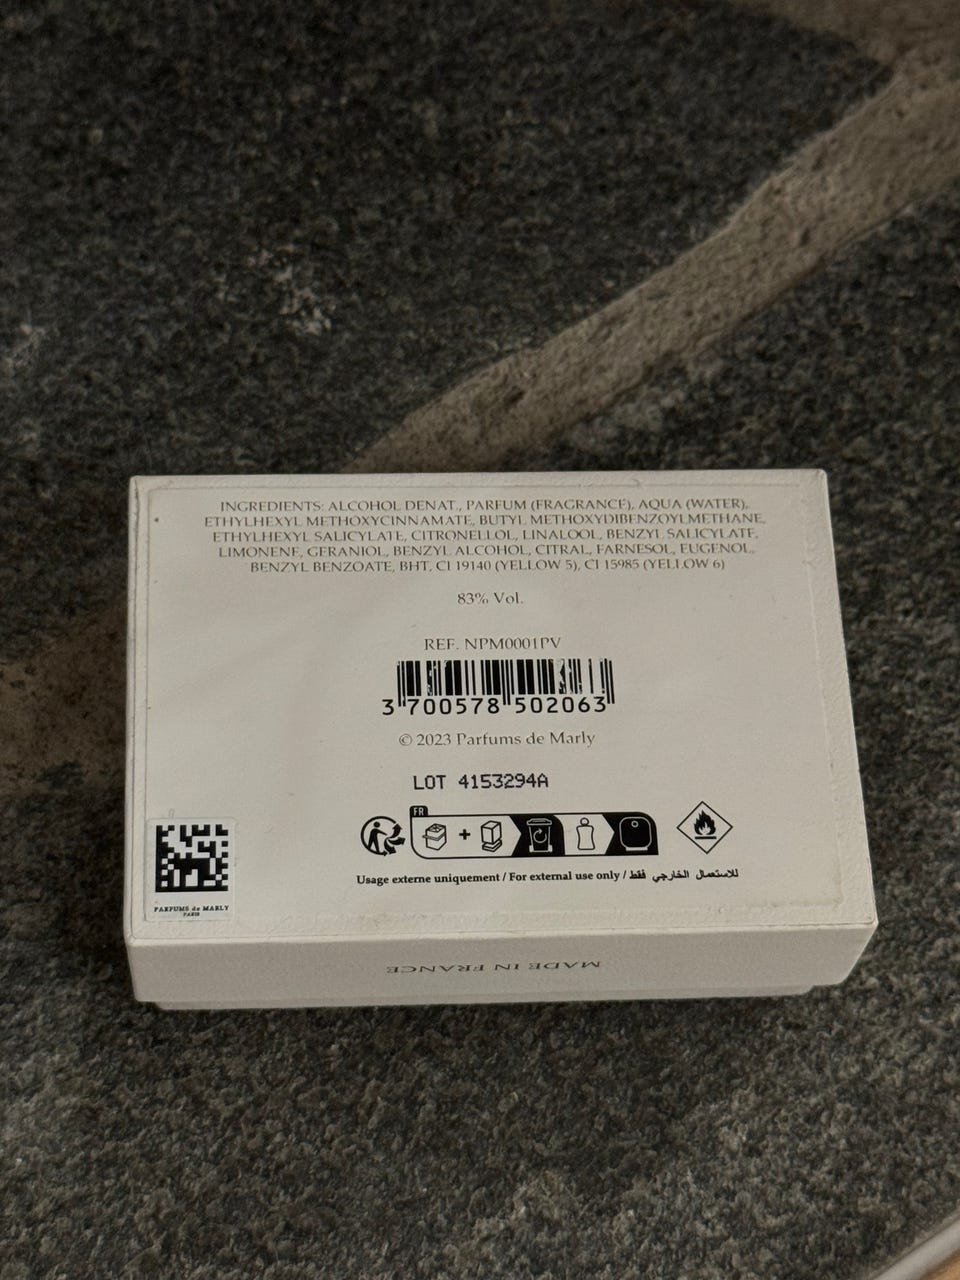 INGREDIENTS: ALCOHOL DENAT., PARFUM (FRAGRANCE), AQUA (WATER),
ETHYLHEXYL METHOXYCINNAMATE, BUTYL METHOXYDIBENZOYLMETHANE,
ETHYLHEXYL SALICYLATE, CITRONELLOL, LINALOOL, BENZYL SALICYLATE,
LIMONENE, GERANIOL, BENZYL ALCOHOL, CITRAL, FARNESOL, EUGENOL,
BENZYL BENZOATE, BHT, CI 19140 (YELLOW 5), CI 15985 (YELLOW 6)
83% Vol.
REF. NPM0001PV
3 700578 502063
© 2023 Parfums de Marly
LOT 4153294A
FR
+
Usage externe uniquement / For external use only / للاستعمال الخارجي فقط
PARFUMS de MARLY
PARIS
MADE IN FRANCE